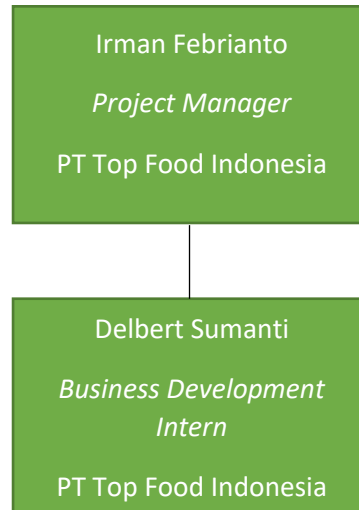 Irman Febrianto
Project Manager
PT Top Food Indonesia
Delbert Sumanti
Business Development
Intern
PT Top Food Indonesia